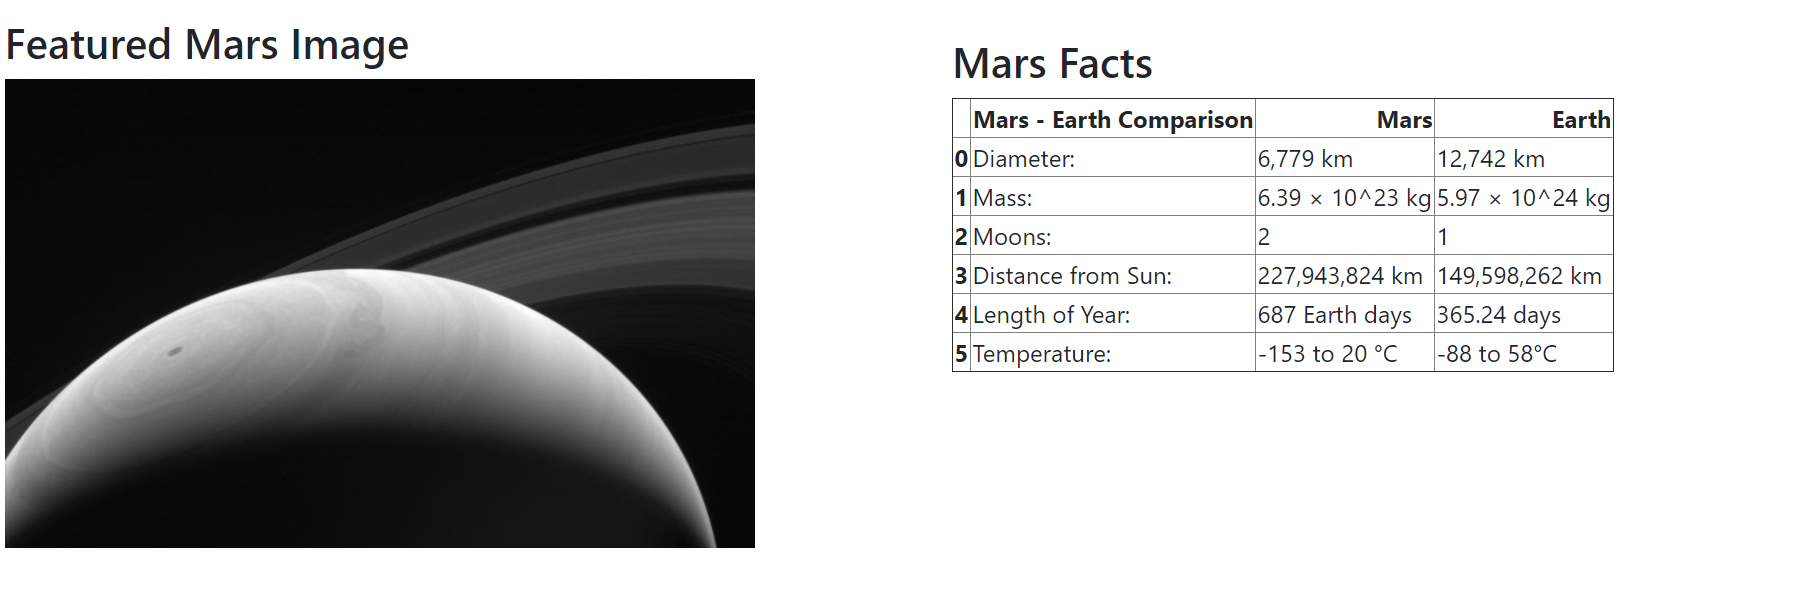 Featured Mars Image
Mars Facts
Mars - Earth Comparison Mars Earth
0 Diameter: 6,779 km 12,742 km
1 Mass: 6.39 × 10^23 kg 5.97 × 10^24 kg
2 Moons: 2 1
3 Distance from Sun: 227,943,824 km 149,598,262 km
4 Length of Year: 687 Earth days 365.24 days
5 Temperature: -153 to 20 °C -88 to 58°C